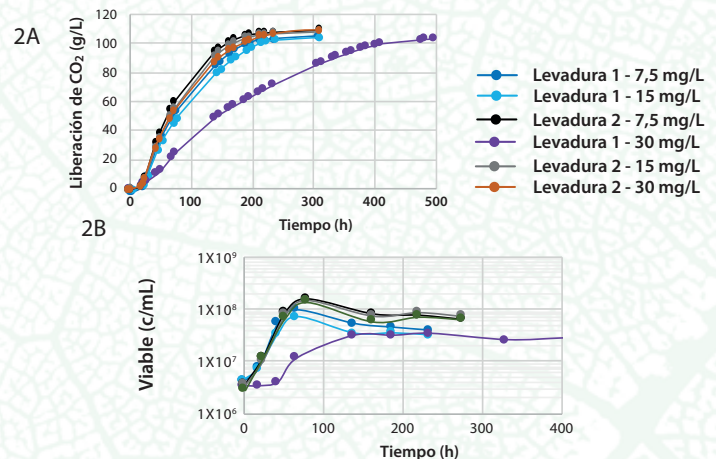 2A
Liberación de CO₂ (g/L)
120
100
80
60
40
20
0
0 100 200 300 400 500
Tiempo (h)
Levadura 1 - 7,5 mg/L
Levadura 1 - 15 mg/L
Levadura 2 - 7,5 mg/L
Levadura 1 - 30 mg/L
Levadura 2 - 15 mg/L
Levadura 2 - 30 mg/L
2B
Viable (c/mL)
1X10⁹
1X10⁸
1X10⁷
1X10⁶
0 100 200 300 400
Tiempo (h)